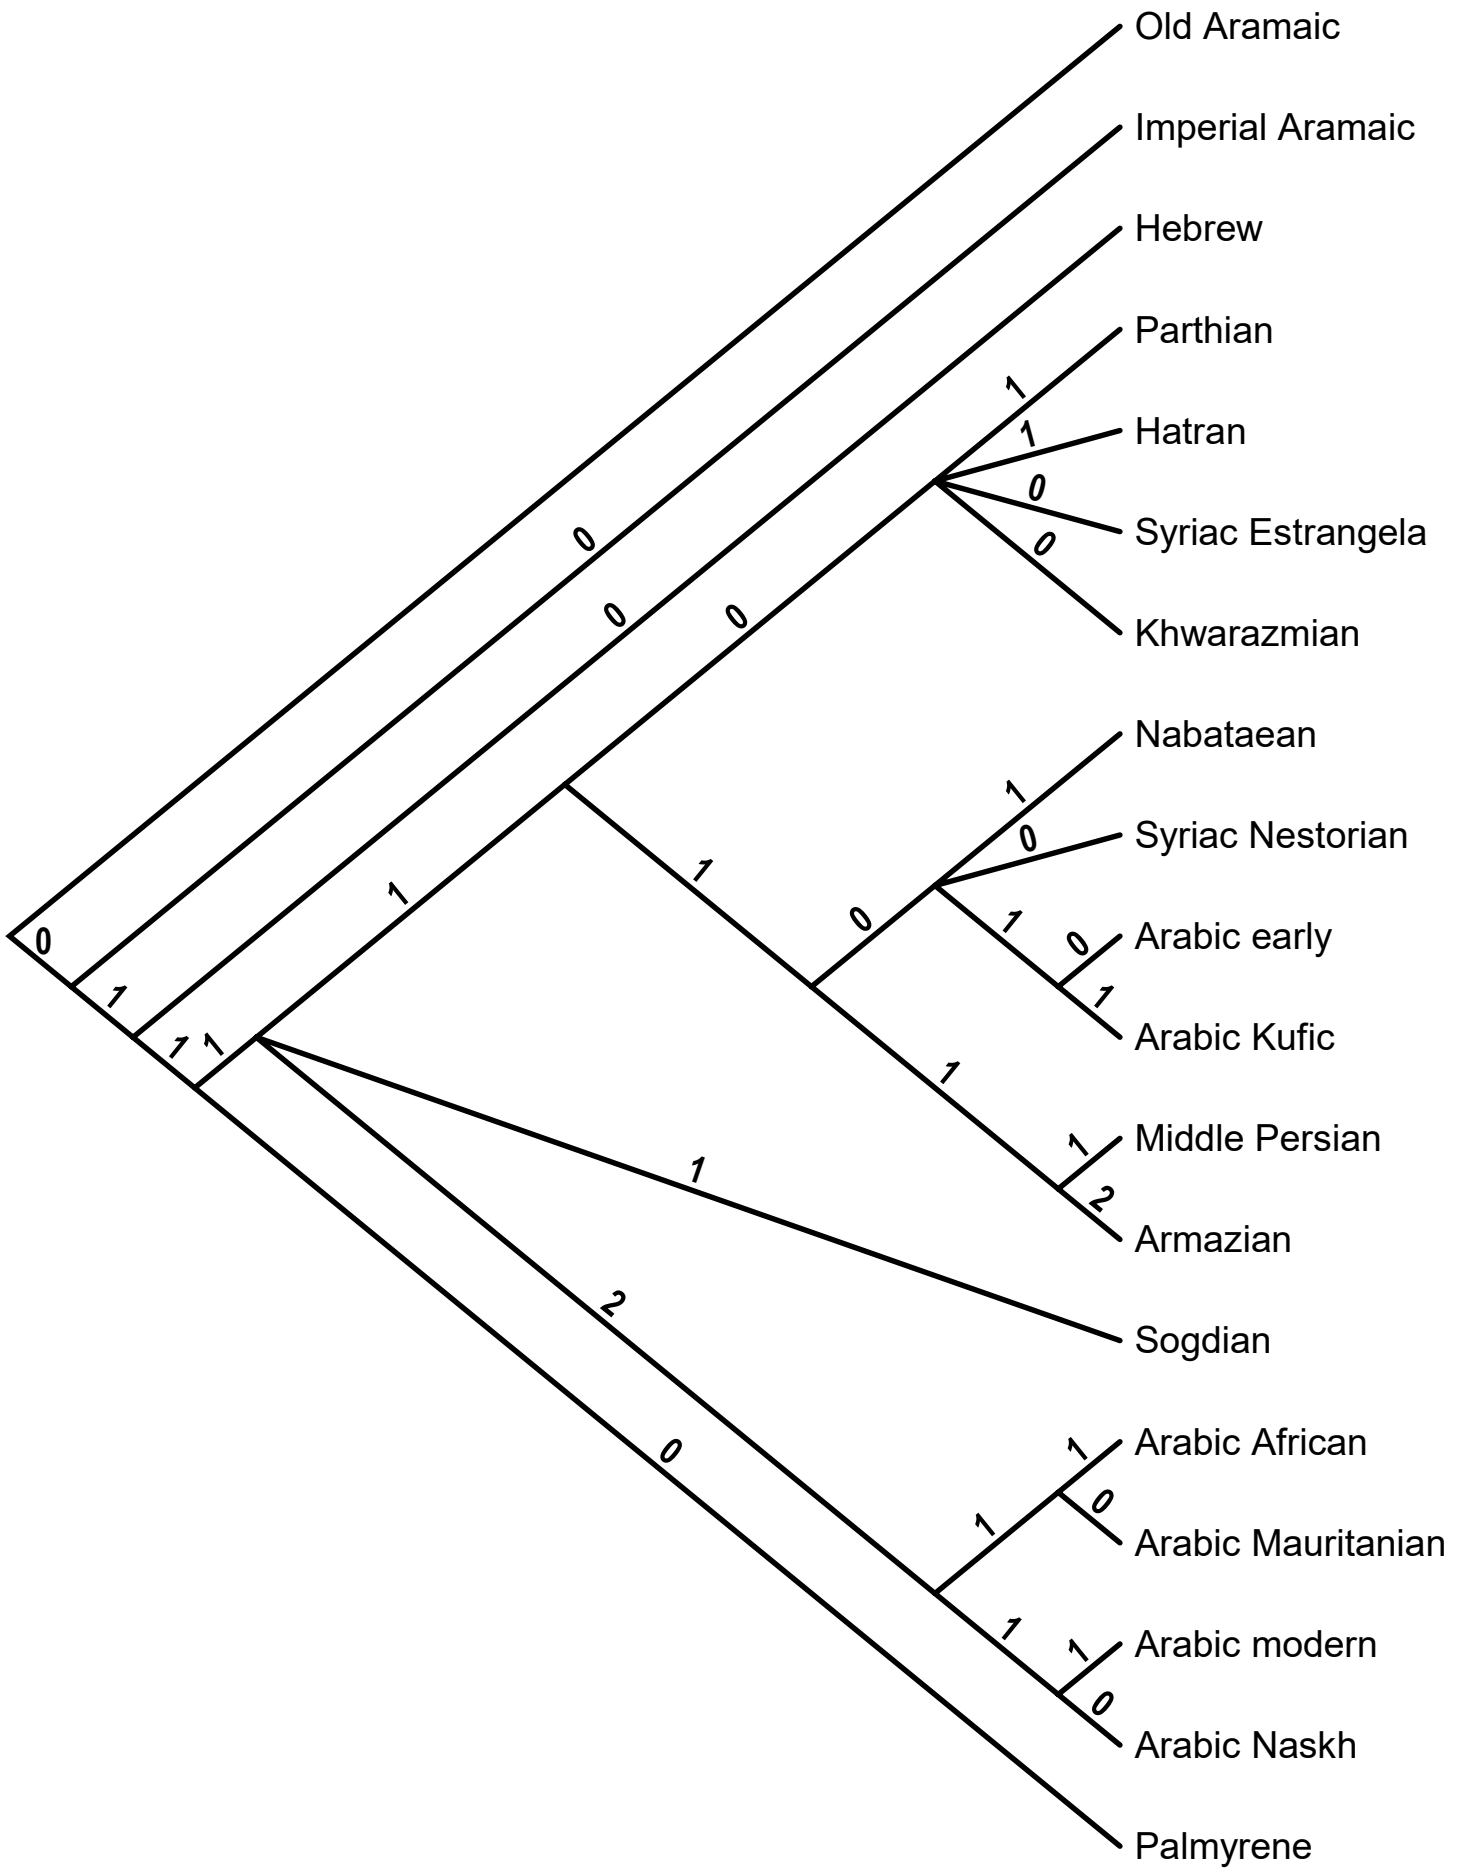 Old Aramaic
Imperial Aramaic
Hebrew
Parthian
1
Hatran
1
Syriac Estrangela
0
0
0
Khwarazmian
0
0
Nabataean
1
Syriac Nestorian
0
1
1
Arabic early
0
1
0
0
Arabic Kufic
1
1
1
1
1
Middle Persian
1
Armazian
2
Sogdian
1
2
Arabic African
1
0
Arabic Mauritanian
0
1
Arabic modern
1
1
Arabic Naskh
0
Palmyrene